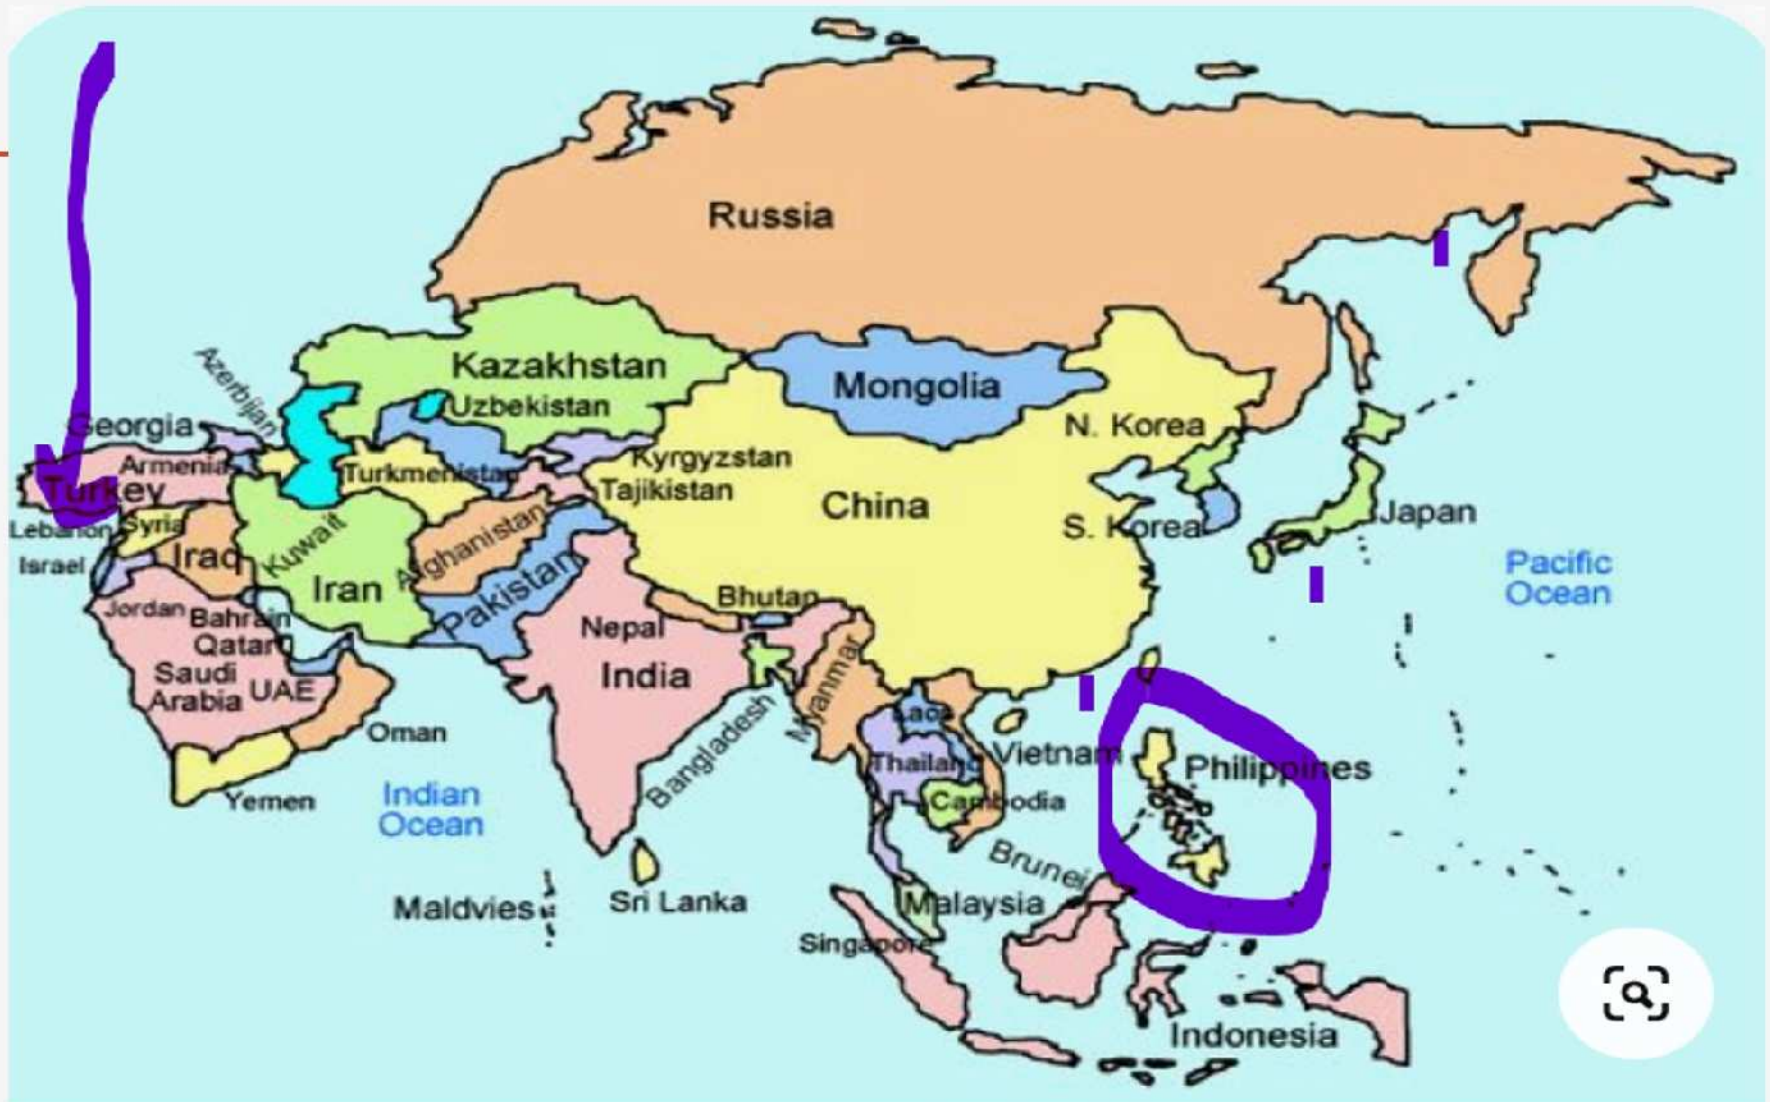 Russia
Kazakhstan
Mongolia
Azerbijan
Uzbekistan
Georgia
N. Korea
Kyrgyzstan
Armenia
Turkmenistan
Tajikistan
Turkey
China
Japan
Lebanon
Syria
S. Korea
Afghanistan
Kuwait
Iraq
Israel
Iran
Pacific
Ocean
Pakistan
Bhutan
Jordan
Bahrain
Nepal
Qatar
India
Saudi
Arabia
UAE
Myanmar
Laos
Oman
Bangladesh
Vietnam
Thailand
Philippines
Yemen
Indian
Ocean
Cambodia
Brunei
Maldvies
Sri Lanka
Malaysia
Singapore
Indonesia